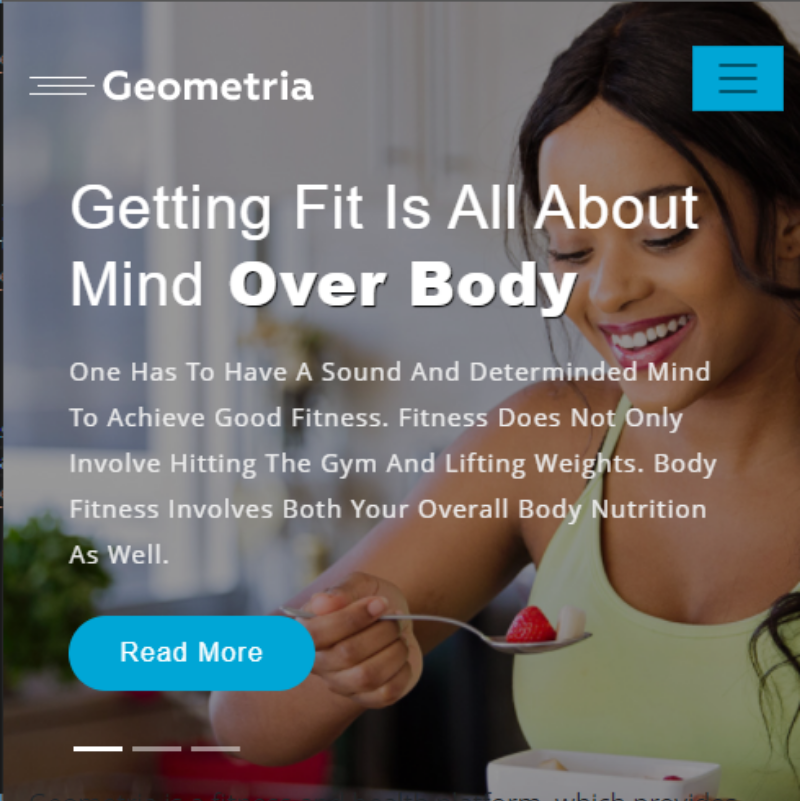 Geometria
Getting Fit Is All About
Mind Over Body
One Has To Have A Sound And Determinded Mind
To Achieve Good Fitness. Fitness Does Not Only
Involve Hitting The Gym And Lifting Weights. Body
Fitness Involves Both Your Overall Body Nutrition
As Well.
Read More